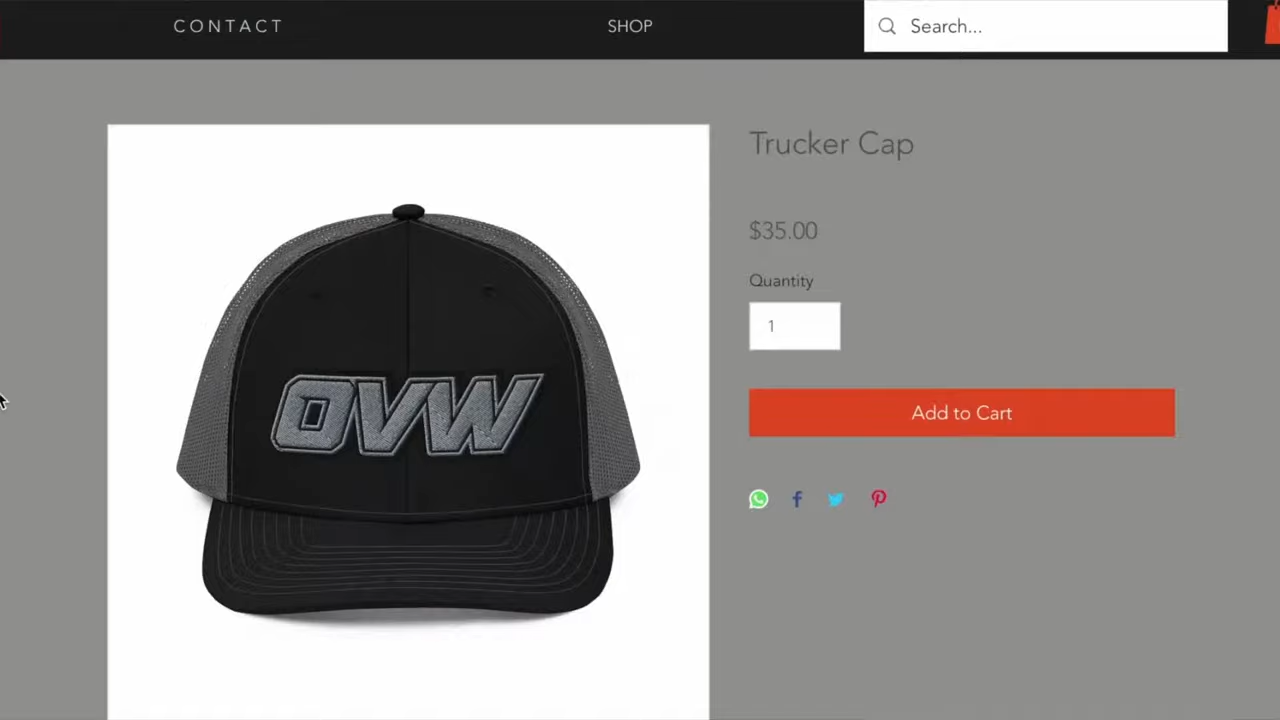 CONTACT
SHOP
Search...
Trucker Cap
$35.00
Quantity
1
Add to Cart
OVW